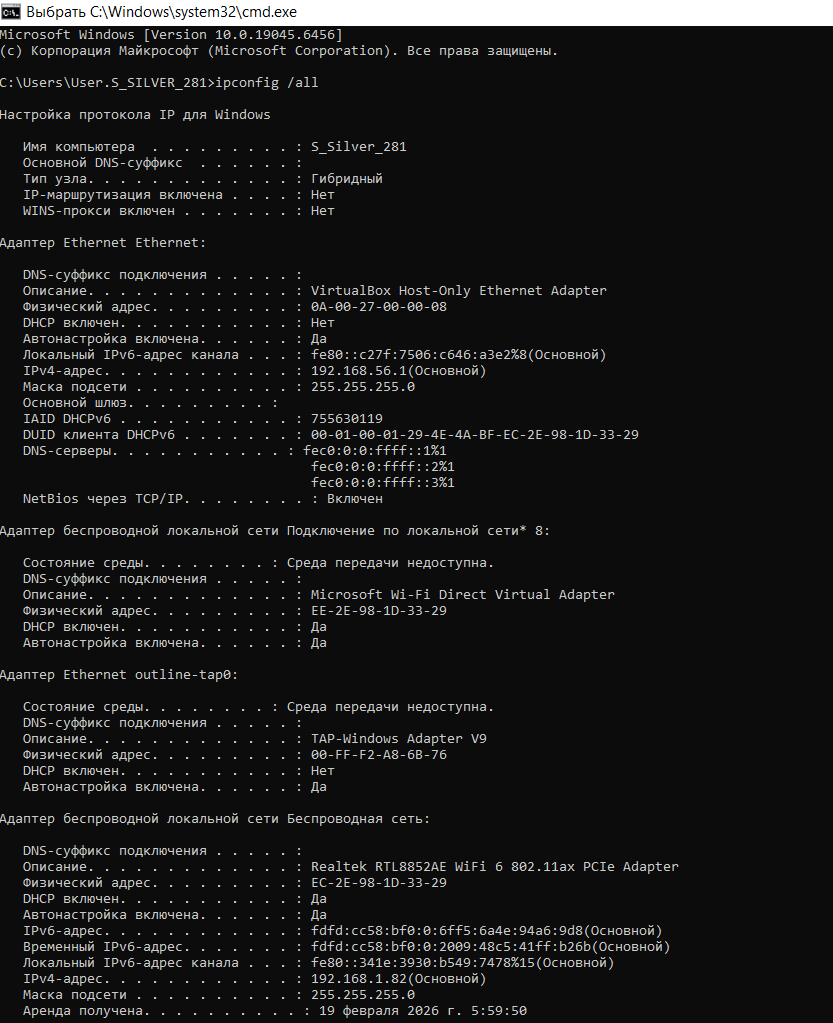 Выбрать C:\Windows\system32\cmd.exe
Microsoft Windows [Version 10.0.19045.6456]
(c) Корпорация Майкрософт (Microsoft Corporation). Все права защищены.
C:\Users\User.S_SILVER_281>ipconfig /all
Настройка протокола IP для Windows
Имя компьютера  . . . . . . . . . : S_Silver_281
Основной DNS-суффикс  . . . . . . :
Тип узла. . . . . . . . . . . . . : Гибридный
IP-маршрутизация включена . . . . : Нет
WINS-прокси включен . . . . . . . : Нет
Адаптер Ethernet Ethernet:
DNS-суффикс подключения . . . . . :
Описание. . . . . . . . . . . . . : VirtualBox Host-Only Ethernet Adapter
Физический адрес. . . . . . . . . : 0A-00-27-00-00-08
DHCP включен. . . . . . . . . . . : Нет
Автонастройка включена. . . . . . : Да
Локальный IPv6-адрес канала . . . : fe80::c27f:7506:c646:a3e2%8(Основной)
IPv4-адрес. . . . . . . . . . . . : 192.168.56.1(Основной)
Маска подсети . . . . . . . . . . : 255.255.255.0
Основной шлюз. . . . . . . . . :
IAID DHCPv6 . . . . . . . . . . . : 755630119
DUID клиента DHCPv6 . . . . . . . : 00-01-00-01-29-4E-4A-BF-EC-2E-98-1D-33-29
DNS-серверы. . . . . . . . . . . : fec0:0:0:ffff::1%1
fec0:0:0:ffff::2%1
fec0:0:0:ffff::3%1
NetBios через TCP/IP. . . . . . . . : Включен
Адаптер беспроводной локальной сети Подключение по локальной сети* 8:
Состояние среды. . . . . . . . : Среда передачи недоступна.
DNS-суффикс подключения . . . . . :
Описание. . . . . . . . . . . . . : Microsoft Wi-Fi Direct Virtual Adapter
Физический адрес. . . . . . . . . : EE-2E-98-1D-33-29
DHCP включен. . . . . . . . . . . : Да
Автонастройка включена. . . . . . : Да
Адаптер Ethernet outline-tap0:
Состояние среды. . . . . . . . : Среда передачи недоступна.
DNS-суффикс подключения . . . . . :
Описание. . . . . . . . . . . . . : TAP-Windows Adapter V9
Физический адрес. . . . . . . . . : 00-FF-F2-A8-6B-76
DHCP включен. . . . . . . . . . . : Нет
Автонастройка включена. . . . . . : Да
Адаптер беспроводной локальной сети Беспроводная сеть:
DNS-суффикс подключения . . . . . :
Описание. . . . . . . . . . . . . : Realtek RTL8852AE WiFi 6 802.11ax PCIe Adapter
Физический адрес. . . . . . . . . : EC-2E-98-1D-33-29
DHCP включен. . . . . . . . . . . : Да
Автонастройка включена. . . . . . : Да
IPv6-адрес. . . . . . . . . . . . : fdfd:cc58:bf0:0:6ff5:6a4e:94a6:9d8(Основной)
Временный IPv6-адрес. . . . . . . : fdfd:cc58:bf0:0:2009:48c5:41ff:b26b(Основной)
Локальный IPv6-адрес канала . . . : fe80::341e:3930:b549:7478%15(Основной)
IPv4-адрес. . . . . . . . . . . . : 192.168.1.82(Основной)
Маска подсети . . . . . . . . . . : 255.255.255.0
Аренда получена. . . . . . . . . . : 19 февраля 2026 г. 5:59:50